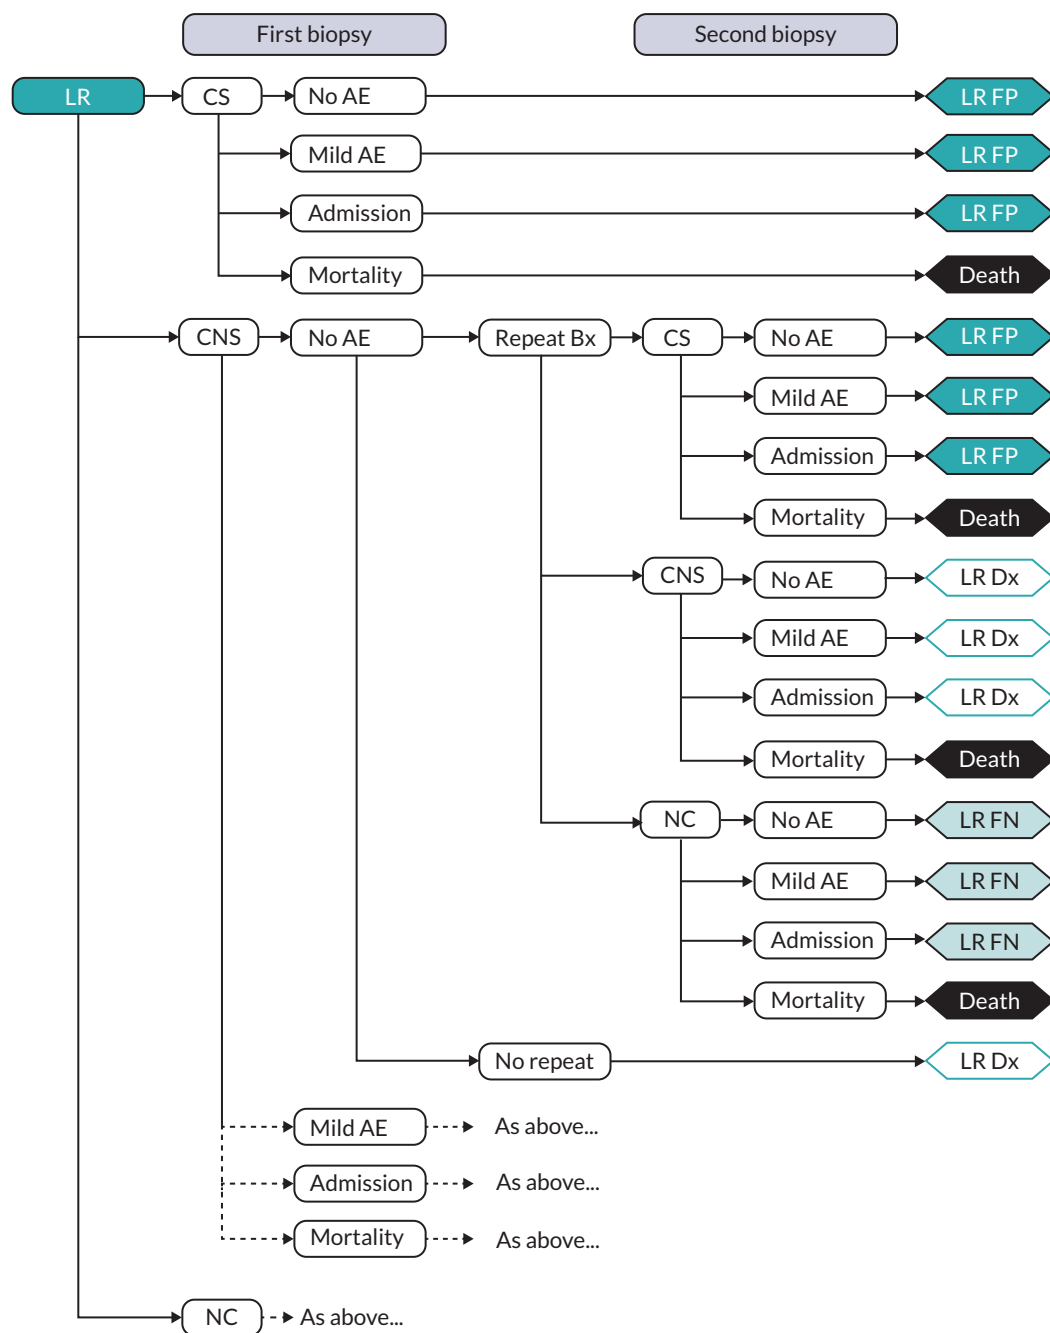 First biopsy Second biopsy
LR CS No AE LR FP
Mild AE LR FP
Admission LR FP
Mortality Death
CNS No AE Repeat Bx CS No AE LR FP
Mild AE LR FP
Admission LR FP
Mortality Death
CNS No AE LR Dx
Mild AE LR Dx
Admission LR Dx
Mortality Death
NC No AE LR FN
Mild AE LR FN
Admission LR FN
Mortality Death
No repeat LR Dx
Mild AE As above...
Admission As above...
Mortality As above...
NC As above...